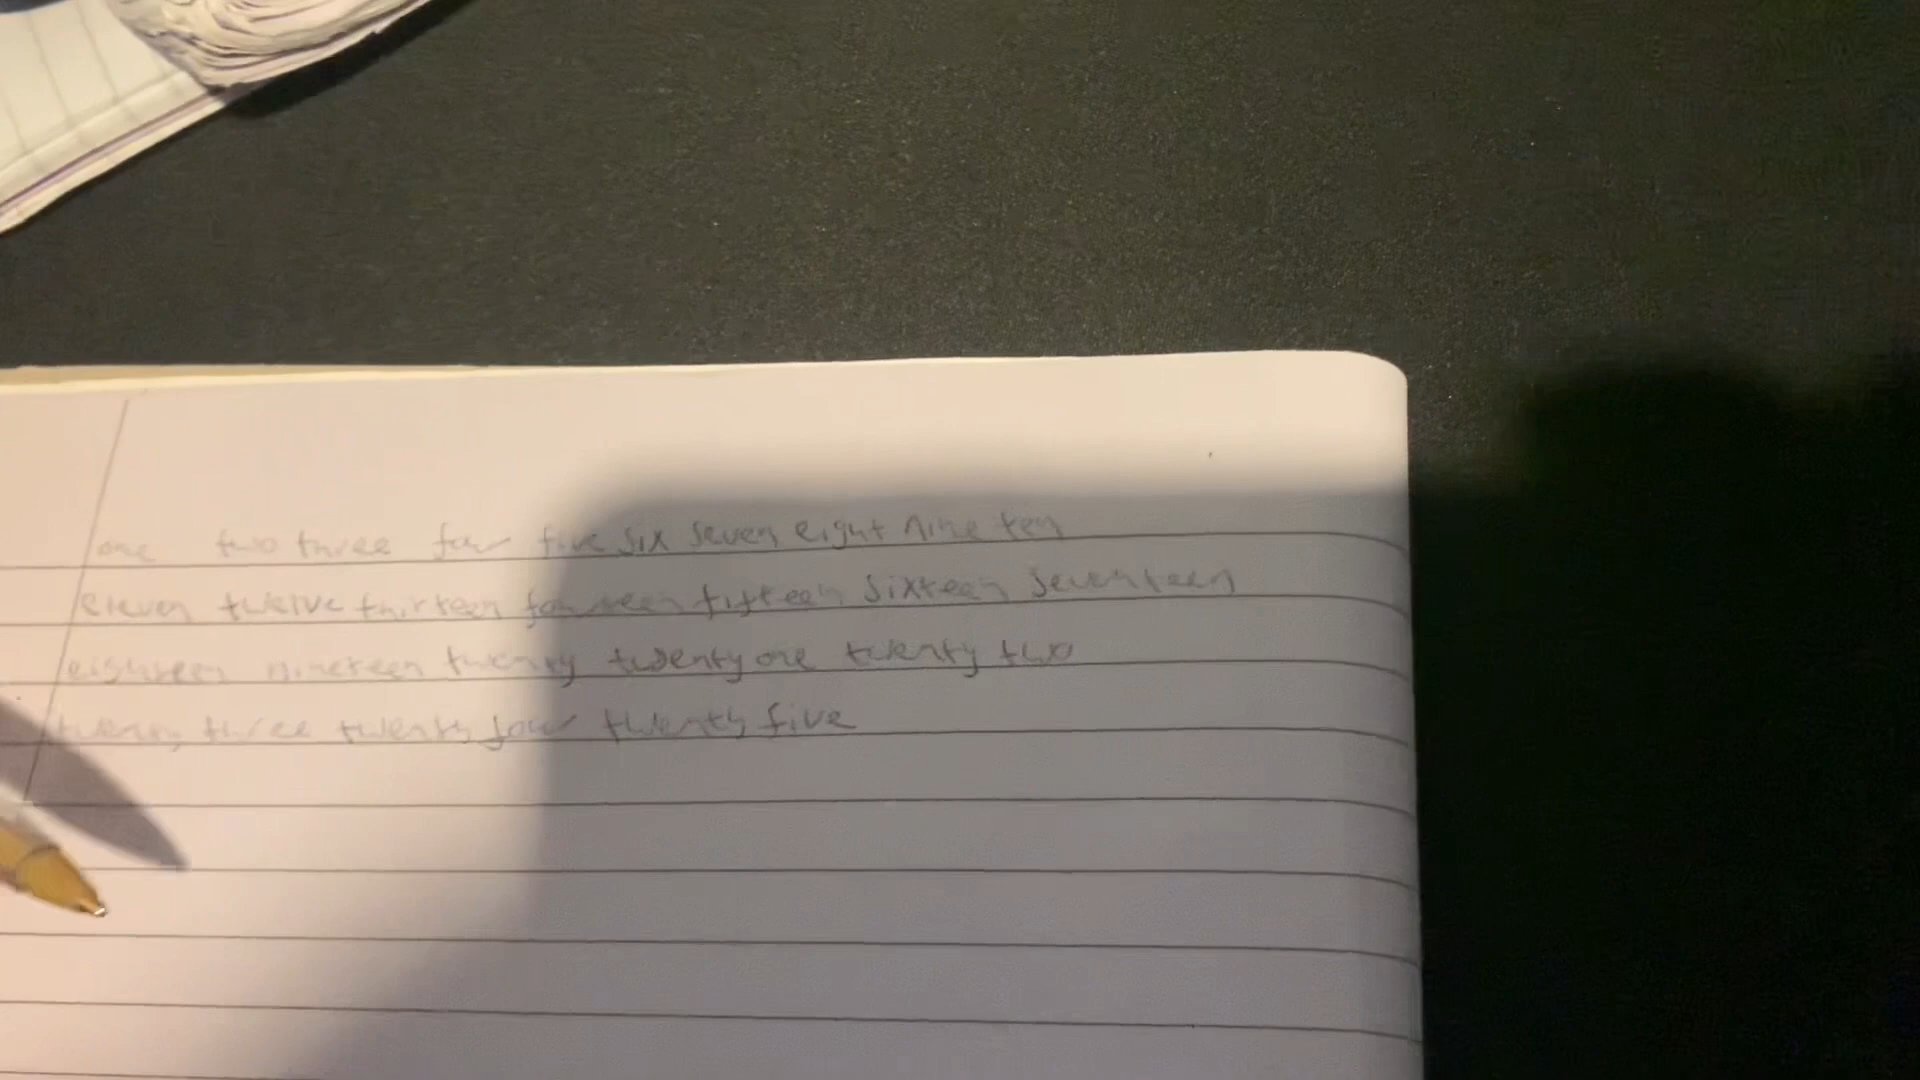 one two three four five six seven eight nine ten
eleven twelve thirteen fourteen fifteen sixteen seventeen
eighteen nineteen twenty twenty one twenty two
twenty three twenty four twenty five